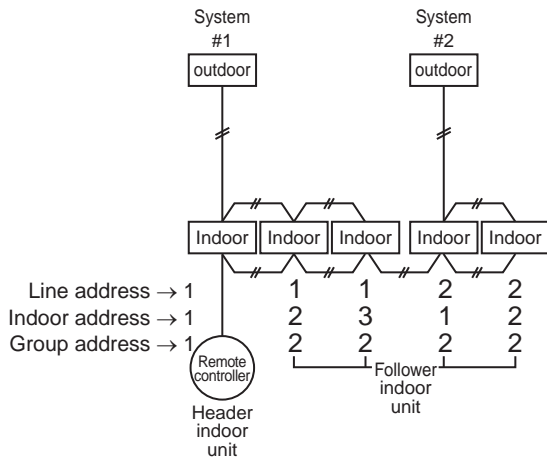 System #1
System #2
outdoor outdoor
Indoor Indoor Indoor Indoor Indoor
Line address → 1 1 1 2 2
Indoor address → 1 2 3 1 2
Group address → 1 2 2 2 2
Remote controller
Header indoor unit
Follower indoor unit